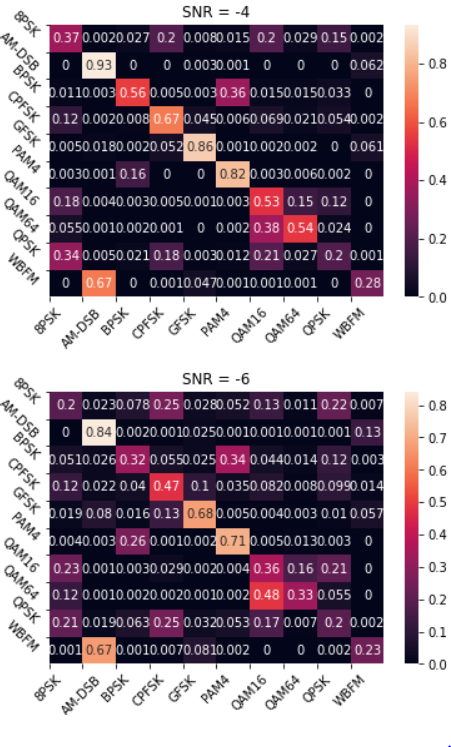 SNR = -4
8PSK 0.37 0.002 0.027 0.2 0.008 0.015 0.2 0.029 0.15 0.002
AM-DSB 0 0.93 0 0 0.003 0.001 0 0 0 0.062
BPSK 0.011 0.003 0.56 0.005 0.003 0.36 0.015 0.015 0.033 0
CPFSK 0.12 0.002 0.008 0.67 0.045 0.006 0.069 0.021 0.054 0.002
GFSK 0.005 0.018 0.002 0.052 0.86 0.001 0.002 0.002 0 0.061
PAM4 0.003 0.001 0.16 0 0 0.82 0.003 0.006 0.002 0
QAM16 0.18 0.004 0.003 0.005 0.001 0.003 0.53 0.15 0.12 0
QAM64 0.055 0.001 0.002 0.001 0 0.002 0.38 0.54 0.024 0
QPSK 0.34 0.005 0.021 0.18 0.003 0.012 0.21 0.027 0.2 0.001
WBFM 0 0.67 0 0.001 0.047 0.001 0.001 0.001 0 0.28
8PSK AM-DSB BPSK CPFSK GFSK PAM4 QAM16 QAM64 QPSK WBFM
0.8
0.6
0.4
0.2
0.0
SNR = -6
8PSK 0.2 0.023 0.078 0.25 0.028 0.052 0.13 0.011 0.22 0.007
AM-DSB 0 0.84 0.002 0.001 0.025 0.001 0.001 0.001 0.001 0.13
BPSK 0.051 0.026 0.32 0.055 0.025 0.34 0.044 0.014 0.12 0.003
CPFSK 0.12 0.022 0.04 0.47 0.1 0.035 0.082 0.008 0.099 0.014
GFSK 0.019 0.08 0.016 0.13 0.68 0.005 0.004 0.003 0.01 0.057
PAM4 0.004 0.003 0.26 0.001 0.002 0.71 0.005 0.013 0.003 0
QAM16 0.23 0.001 0.003 0.029 0.002 0.004 0.36 0.16 0.21 0
QAM64 0.12 0.001 0.002 0.002 0.001 0.002 0.48 0.33 0.055 0
QPSK 0.21 0.019 0.063 0.25 0.032 0.053 0.17 0.007 0.2 0.002
WBFM 0.001 0.67 0.001 0.007 0.081 0.002 0 0 0.002 0.23
8PSK AM-DSB BPSK CPFSK GFSK PAM4 QAM16 QAM64 QPSK WBFM
0.8
0.7
0.6
0.5
0.4
0.3
0.2
0.1
0.0